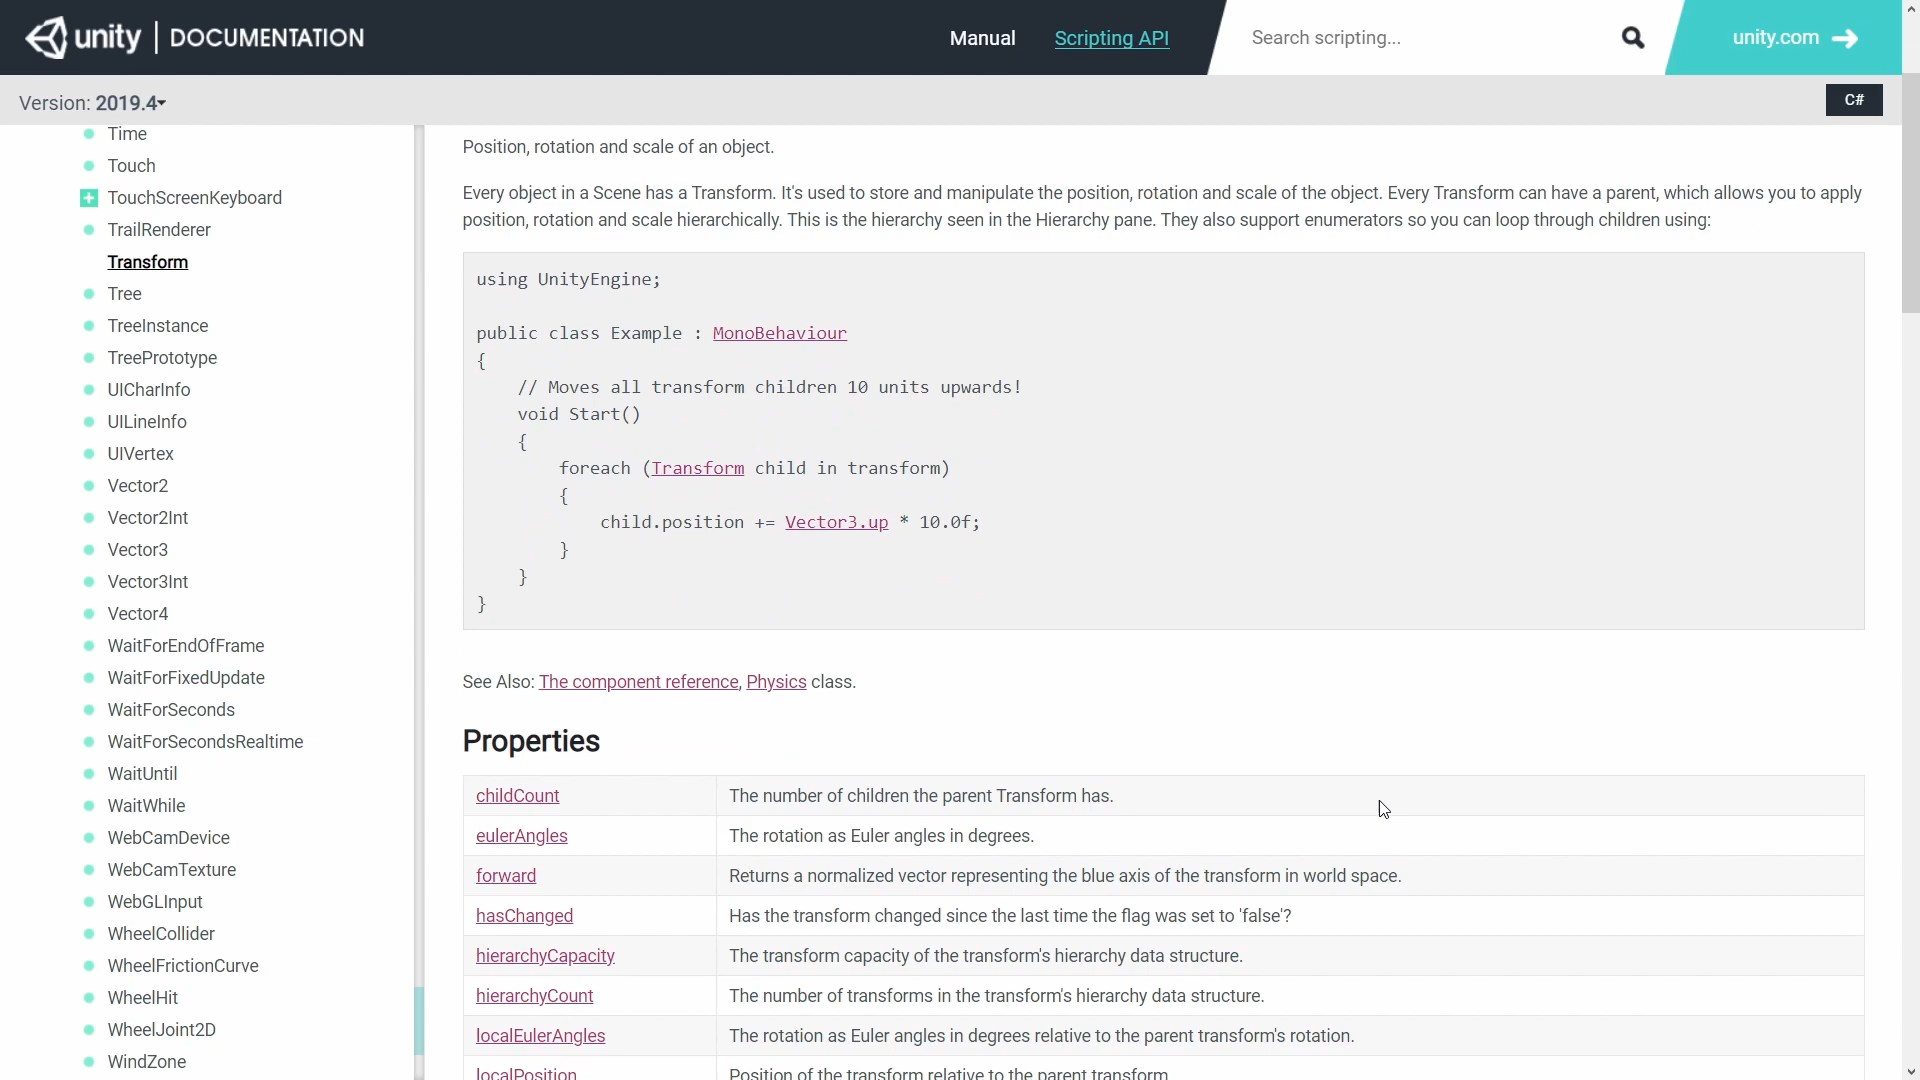 unity | DOCUMENTATION
Manual
Scripting API
Search scripting...
unity.com
Version: 2019.4
C#
Time
Touch
TouchScreenKeyboard
TrailRenderer
Transform
Tree
TreeInstance
TreePrototype
UICharInfo
UILineInfo
UIVertex
Vector2
Vector2Int
Vector3
Vector3Int
Vector4
WaitForEndOfFrame
WaitForFixedUpdate
WaitForSeconds
WaitForSecondsRealtime
WaitUntil
WaitWhile
WebCamDevice
WebCamTexture
WebGLInput
WheelCollider
WheelFrictionCurve
WheelHit
WheelJoint2D
WindZone
Position, rotation and scale of an object.
Every object in a Scene has a Transform. It's used to store and manipulate the position, rotation and scale of the object. Every Transform can have a parent, which allows you to apply
position, rotation and scale hierarchically. This is the hierarchy seen in the Hierarchy pane. They also support enumerators so you can loop through children using:
using UnityEngine;
public class Example : MonoBehaviour
{
// Moves all transform children 10 units upwards!
void Start()
{
foreach (Transform child in transform)
{
child.position += Vector3.up * 10.0f;
}
}
}
See Also: The component reference, Physics class.
Properties
childCount The number of children the parent Transform has.
eulerAngles The rotation as Euler angles in degrees.
forward Returns a normalized vector representing the blue axis of the transform in world space.
hasChanged Has the transform changed since the last time the flag was set to 'false'?
hierarchyCapacity The transform capacity of the transform's hierarchy data structure.
hierarchyCount The number of transforms in the transform's hierarchy data structure.
localEulerAngles The rotation as Euler angles in degrees relative to the parent transform's rotation.
localPosition Position of the transform relative to the parent transform.